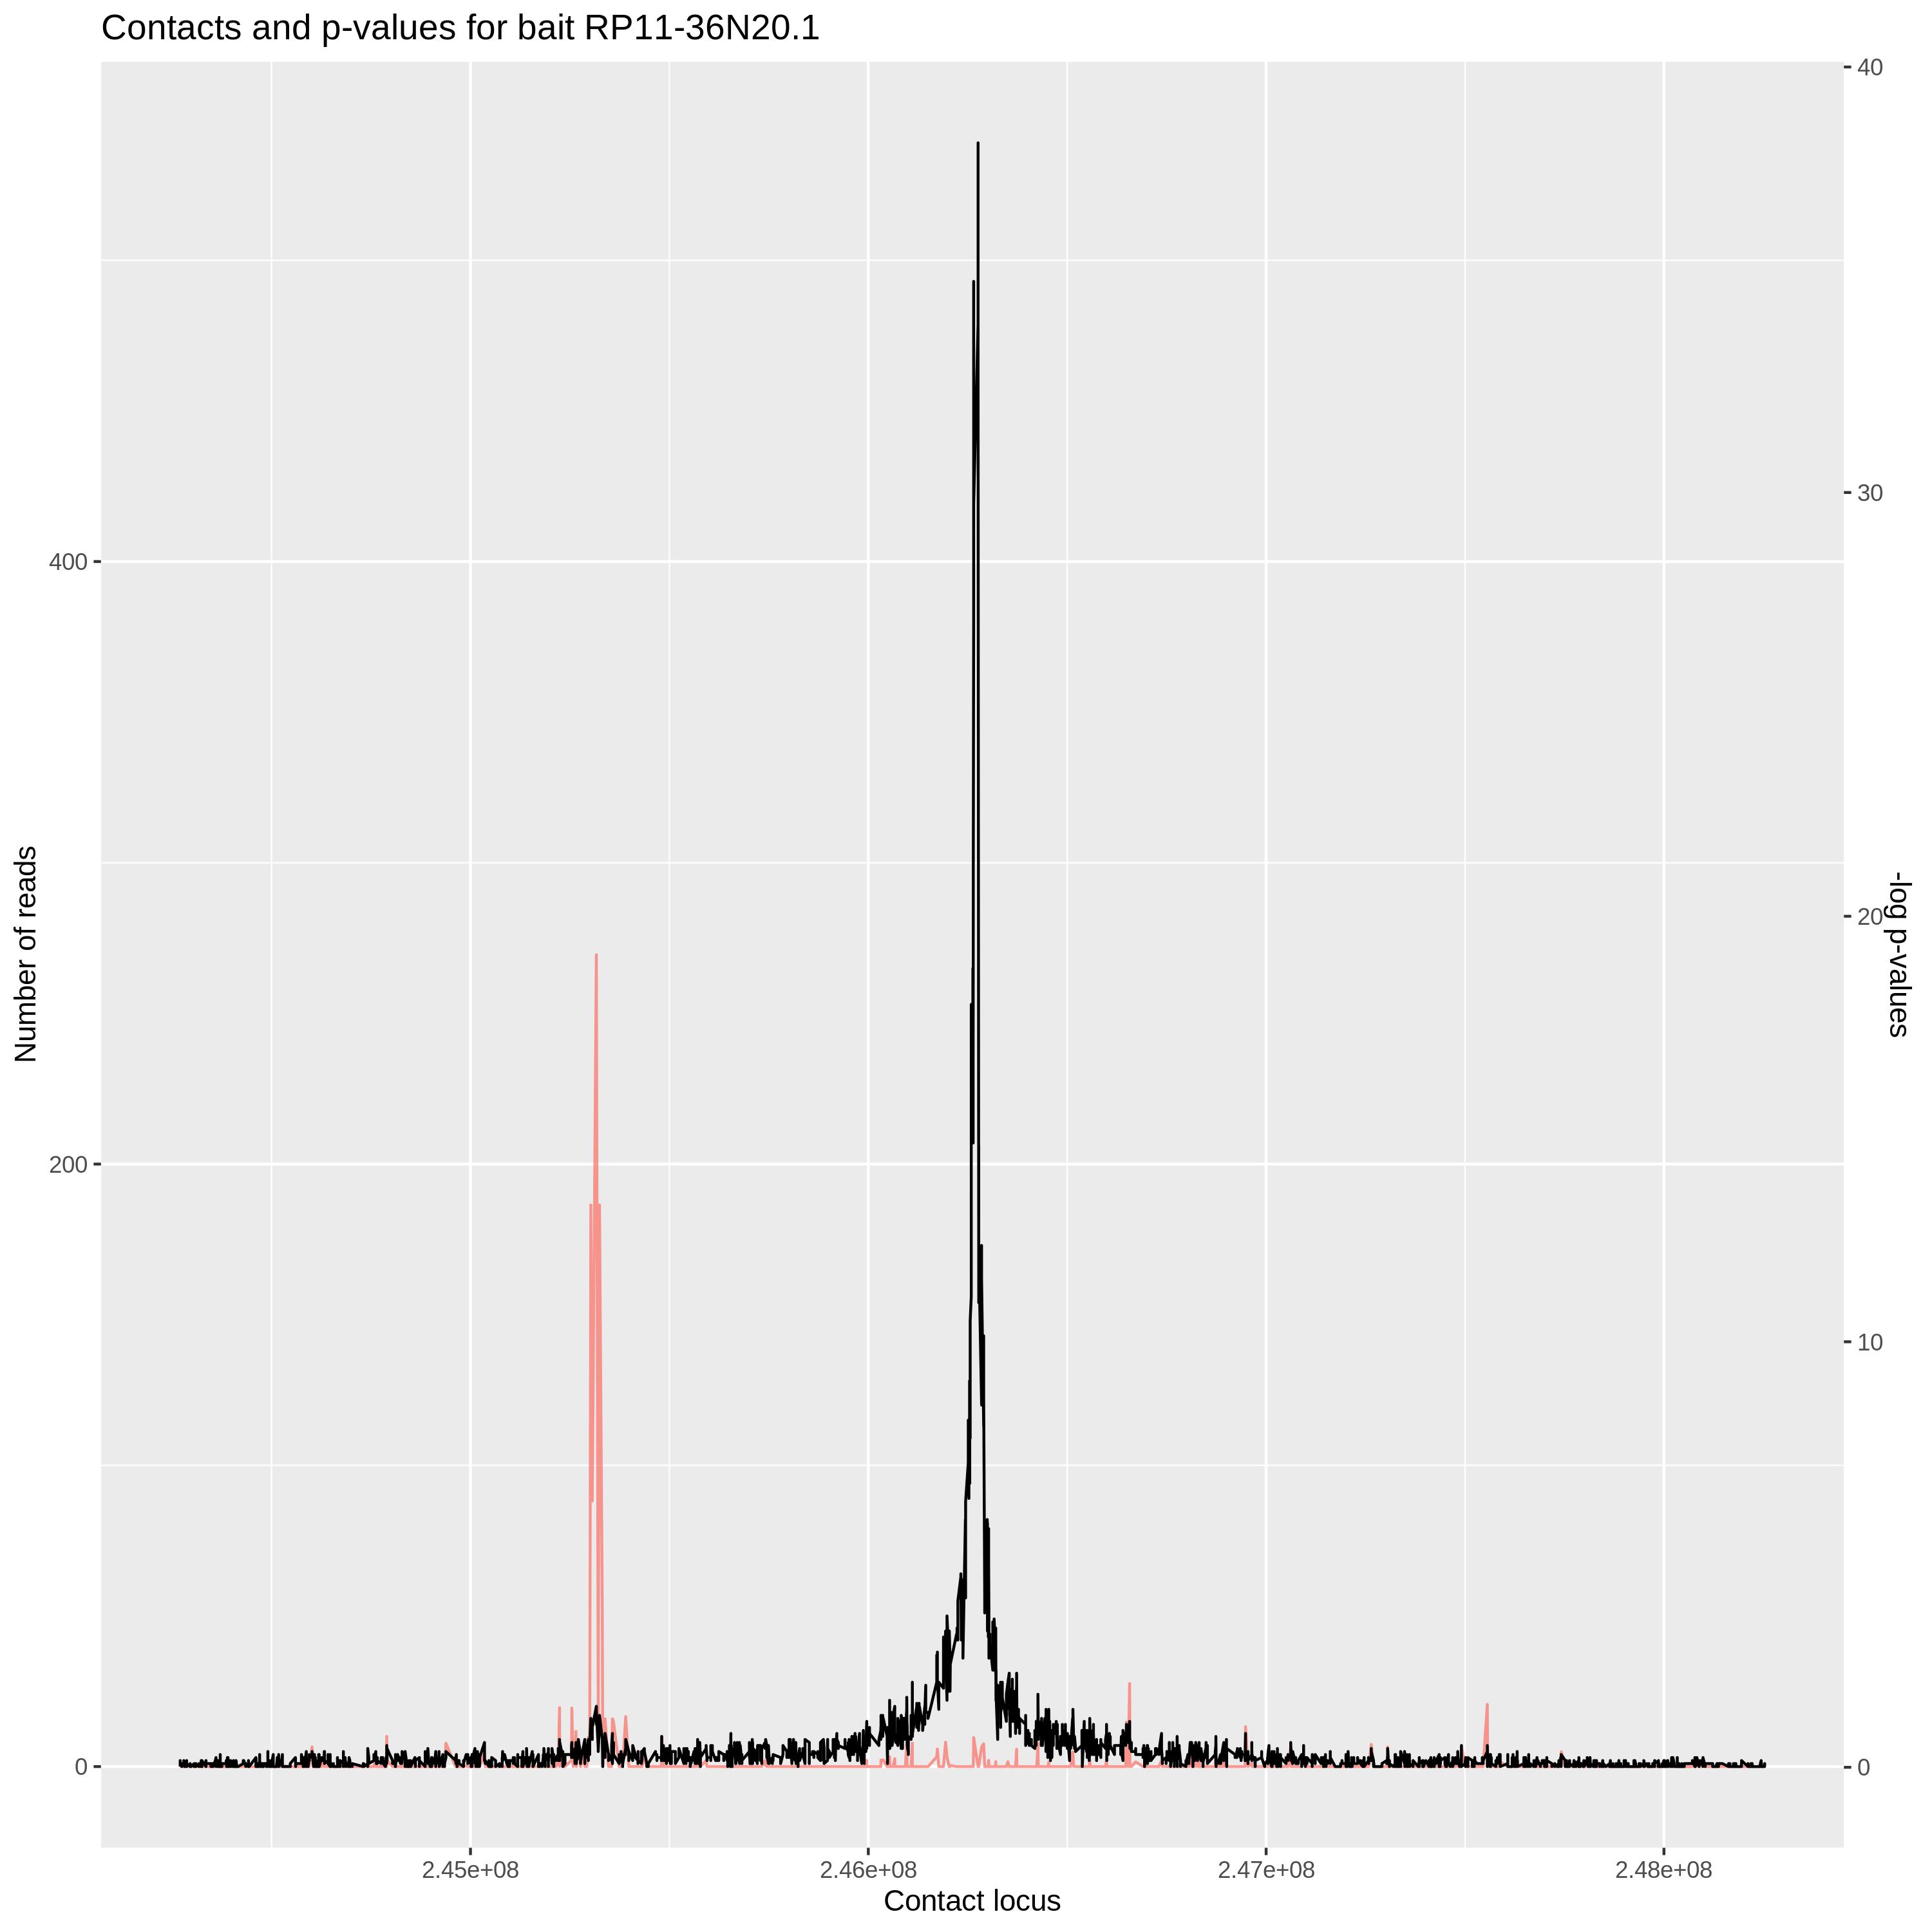 Contacts and p-values for bait RP11-36N20.1
40
30
400
Number of reads
-log p-values
20
200
10
0
0
2.45e+08
2.46e+08
2.47e+08
2.48e+08
Contact locus